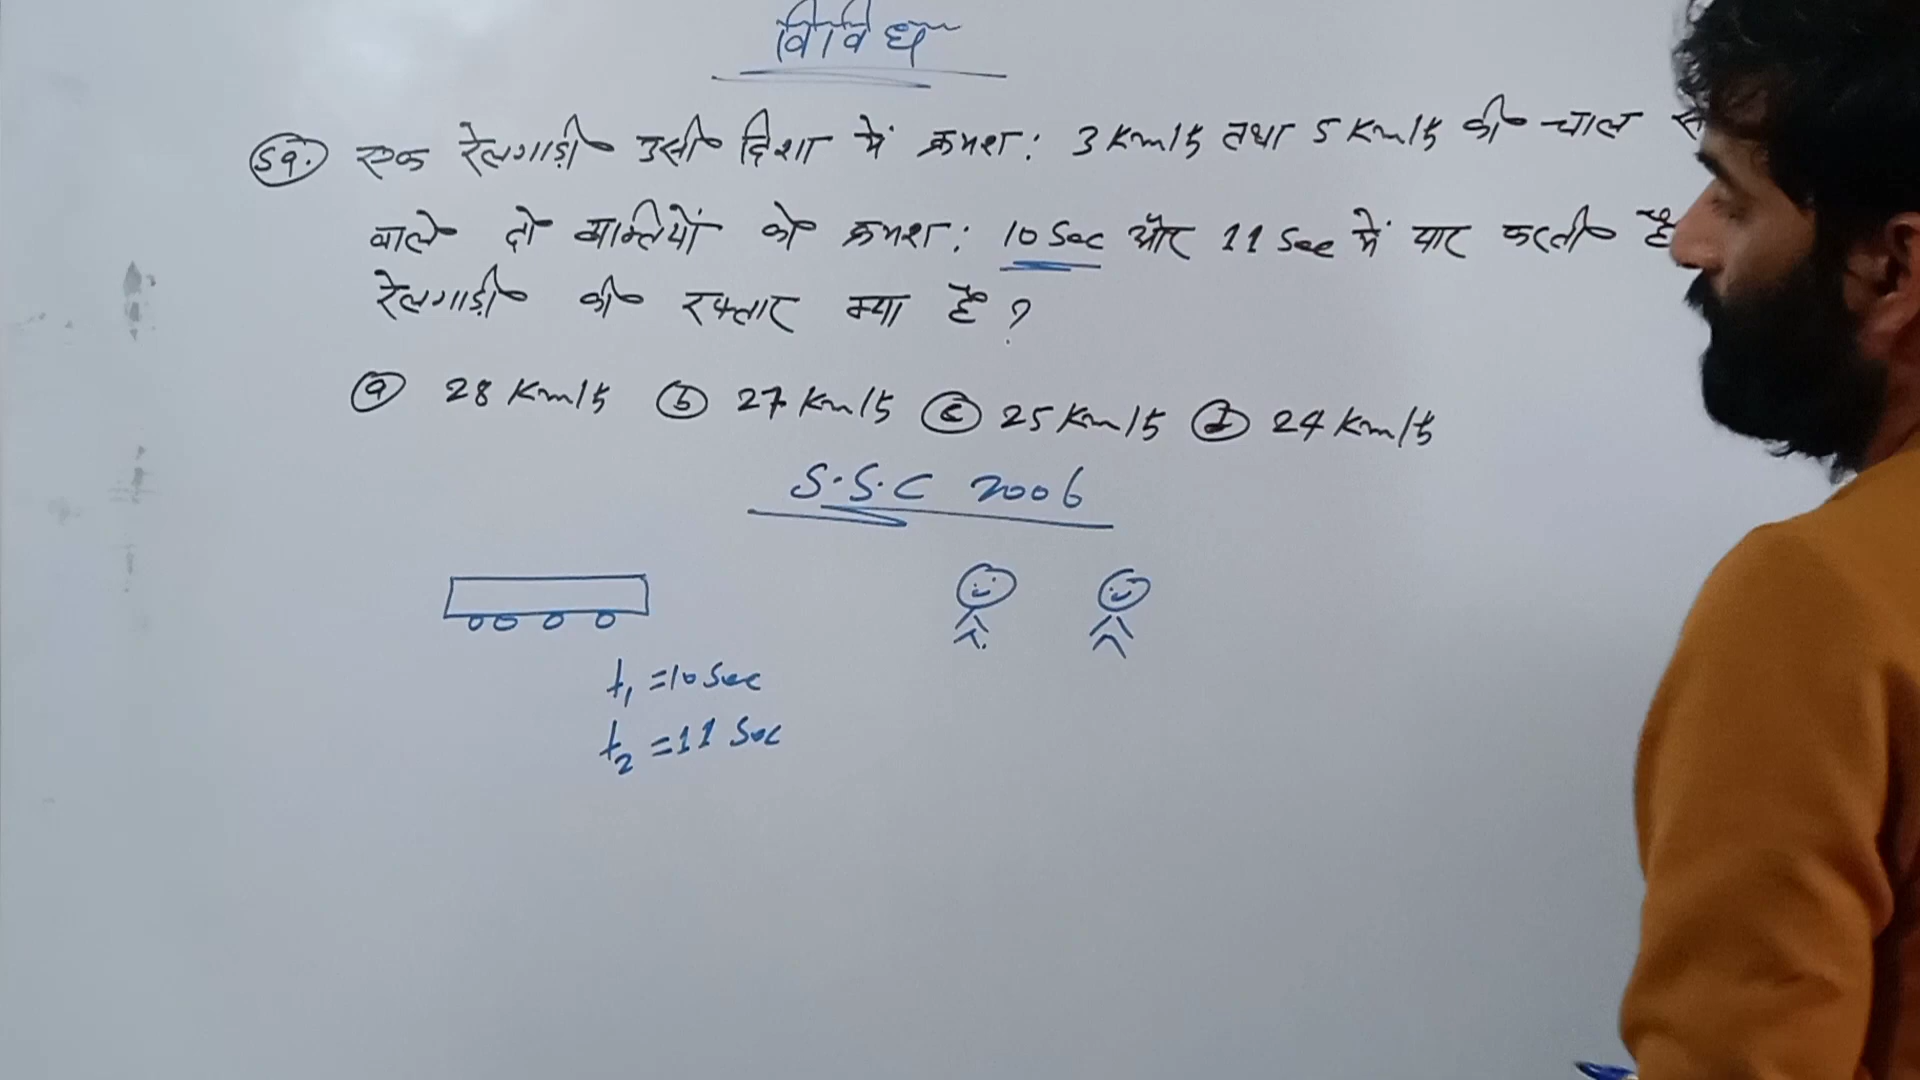 विविध
59. एक रेलगाड़ी उसी दिशा में क्रमश: 3 Km/h तथा 5 Km/h की चाल
वाले दो व्यक्तियों को क्रमश: 10 Sec और 11 Sec में पार करती है
रेलगाड़ी की रफ्तार क्या है ?
a 28 Km/h b 27 Km/h c 25 Km/h d 24 Km/h
S.S.C 2006
t₁ = 10 Sec
t₂ = 11 Sec